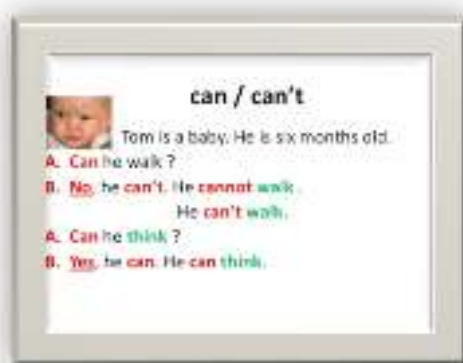 can / can't
Tom is a baby. He is six months old.
A. Can he walk ?
B. No, he can't. He cannot walk .
He can't walk.
A. Can he think ?
B. Yes, he can. He can think.